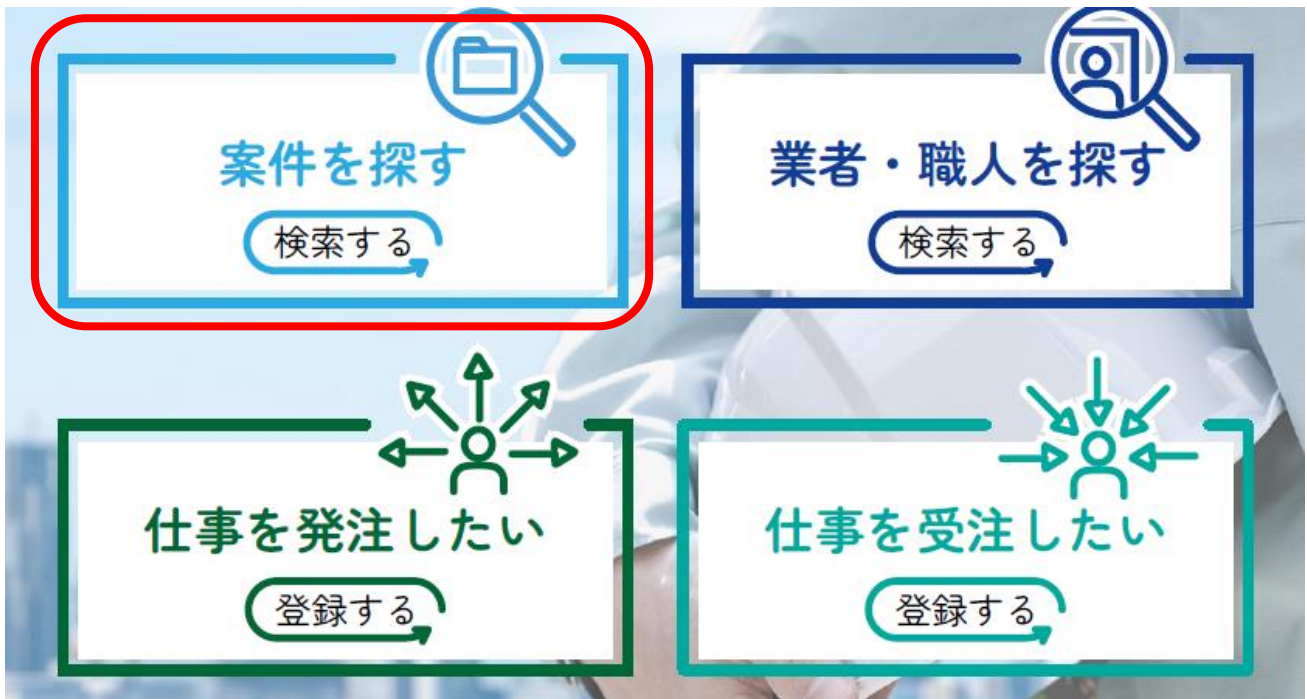 案件を探す
検索する
業者・職人を探す
検索する
仕事を発注したい
登録する
仕事を受注したい
登録する